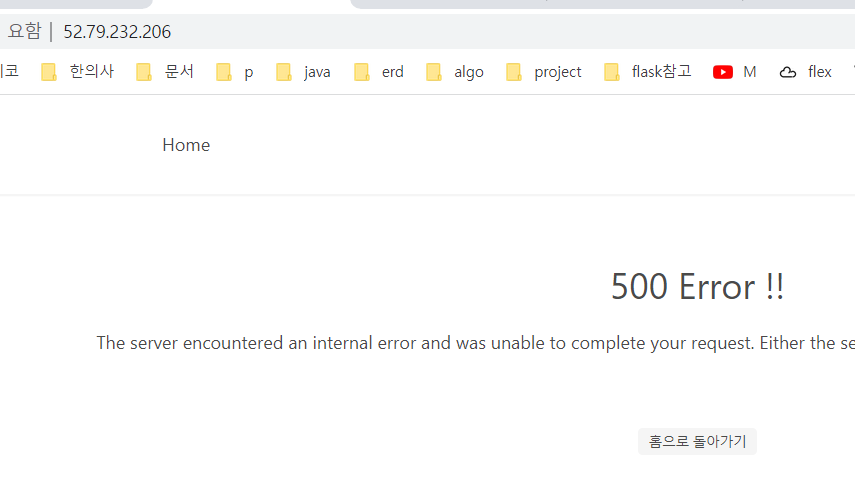 요함 | 52.79.232.206
코 한의사 문서 p java erd algo project flask참고 M flex
Home
500 Error !!
The server encountered an internal error and was unable to complete your request. Either the se
홈으로 돌아가기